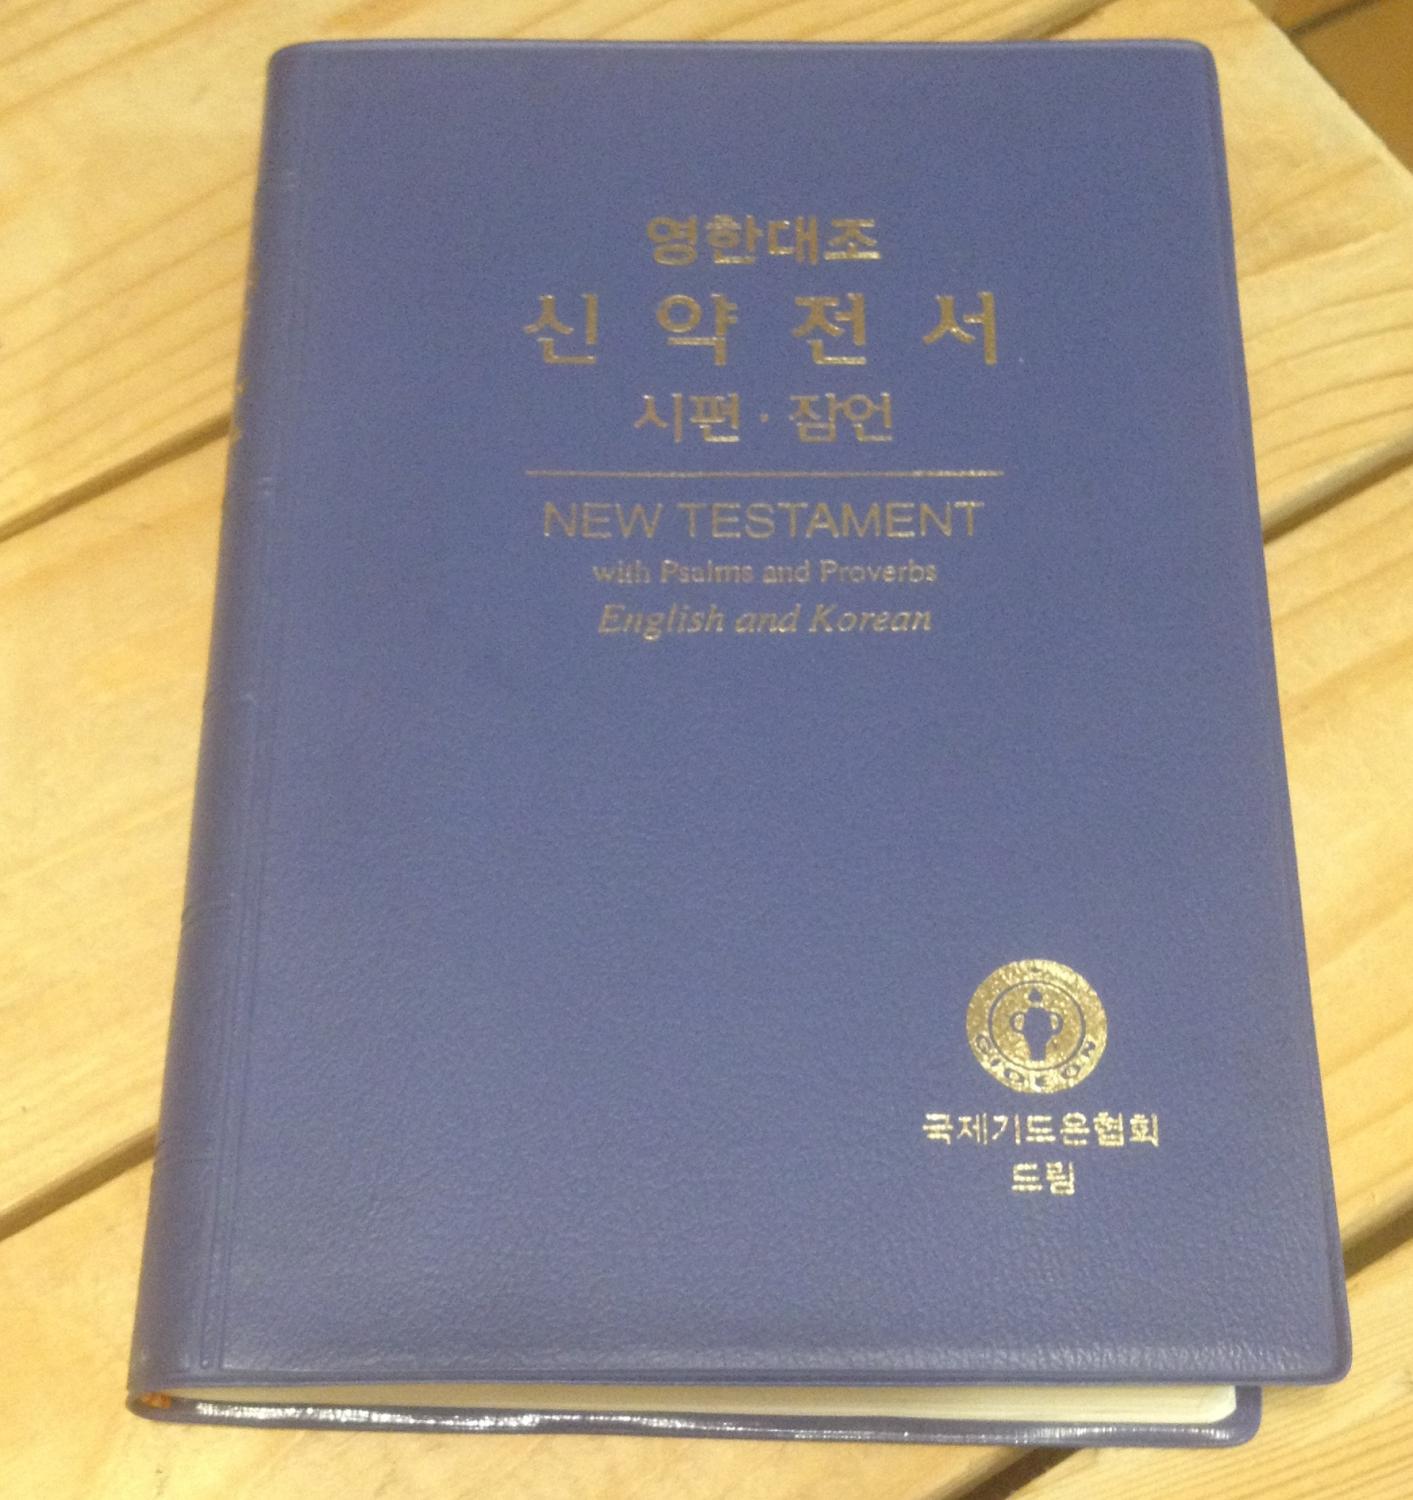 영한대조
신약전서
시편 · 잠언
NEW TESTAMENT
with Psalms and Proverbs
English and Korean
GIDEON
국제기드온협회
드림